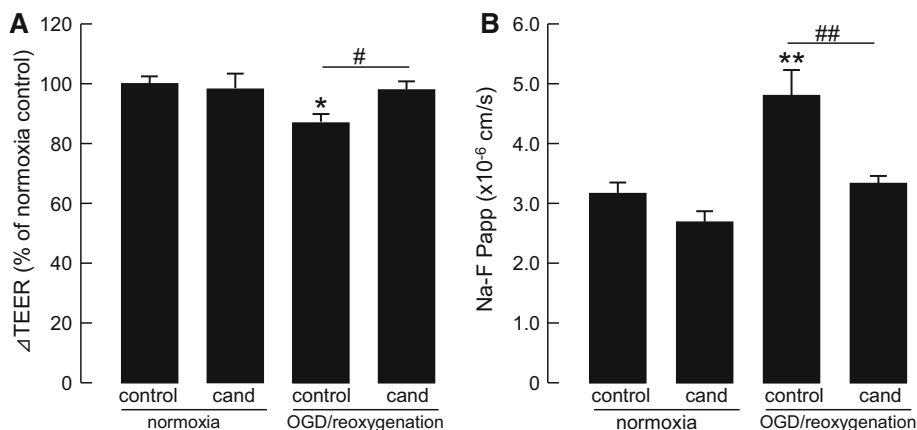 A
⊿TEER (% of normoxia control)
120
100
80
60
40
20
0
*
#
control cand control cand
normoxia OGD/reoxygenation
B
Na-F Papp (x10⁻⁶ cm/s)
6.0
5.0
4.0
3.0
2.0
1.0
0
**
##
control cand control cand
normoxia OGD/reoxygenation